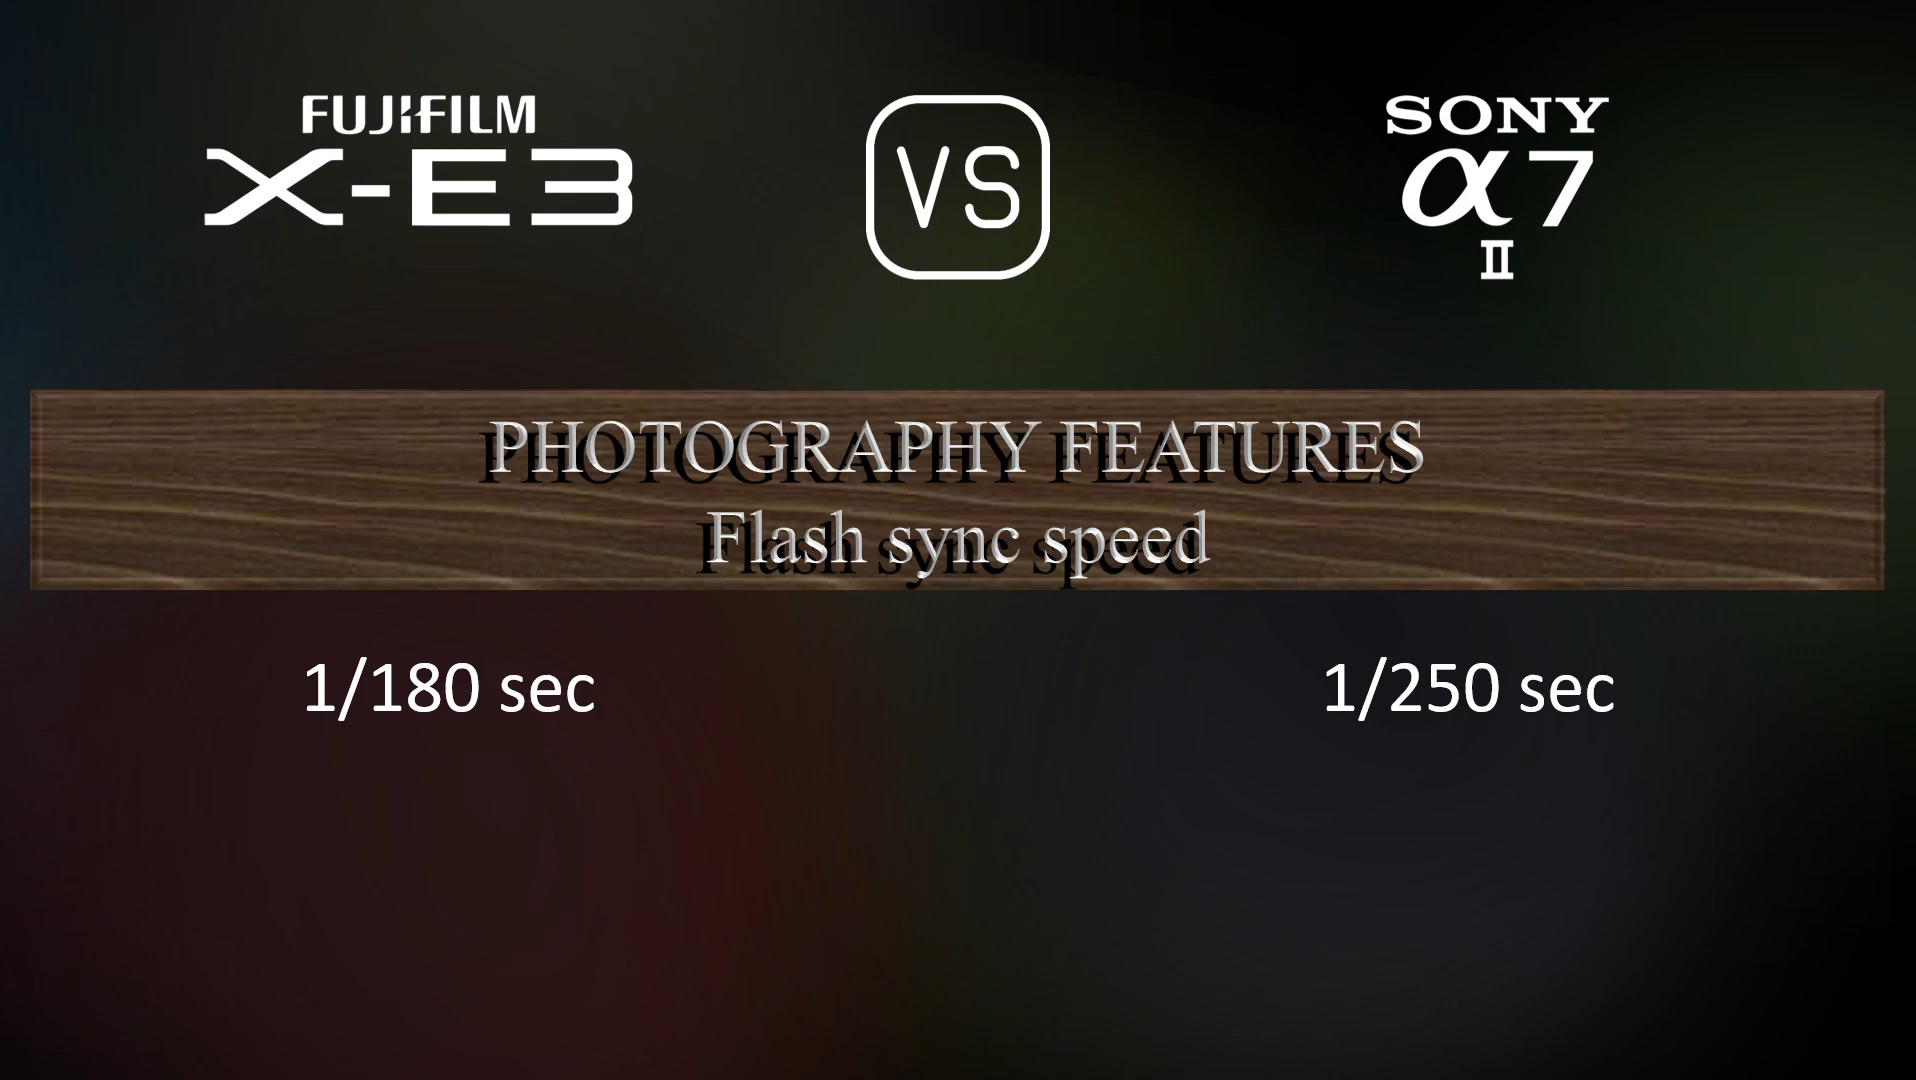 FUJIFILM
X-E3
VS
SONY
α7
II
PHOTOGRAPHY FEATURES
Flash sync speed
1/180 sec
1/250 sec